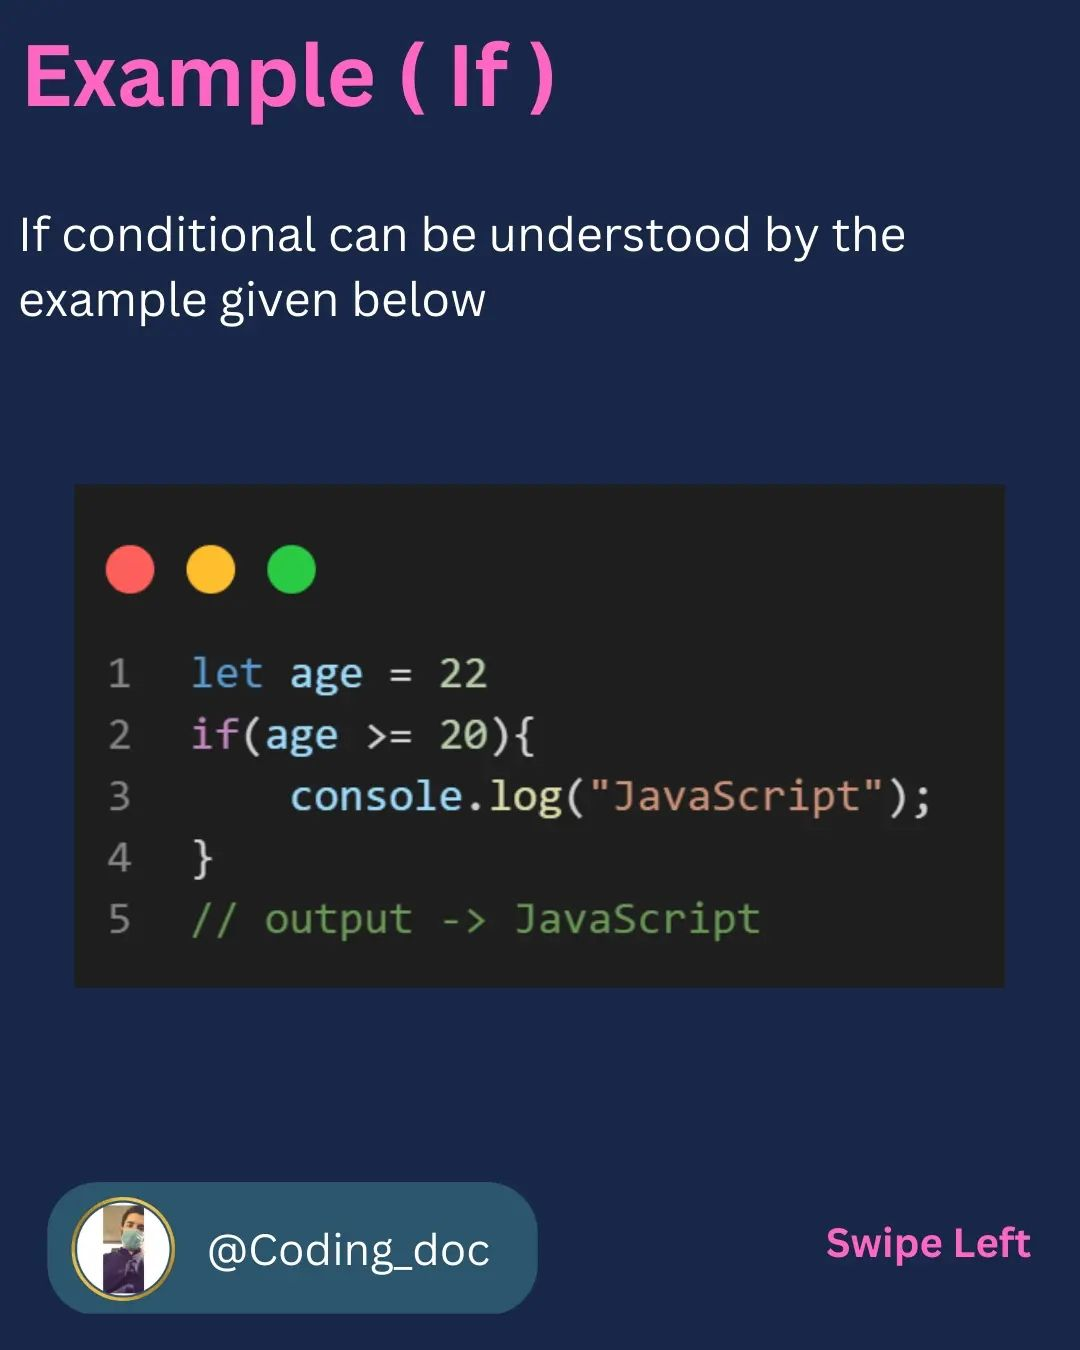 Example ( If )
If conditional can be understood by the
example given below
1 let age = 22
2 if(age >= 20){
3     console.log("JavaScript");
4 }
5 // output -> JavaScript
@Coding_doc
Swipe Left